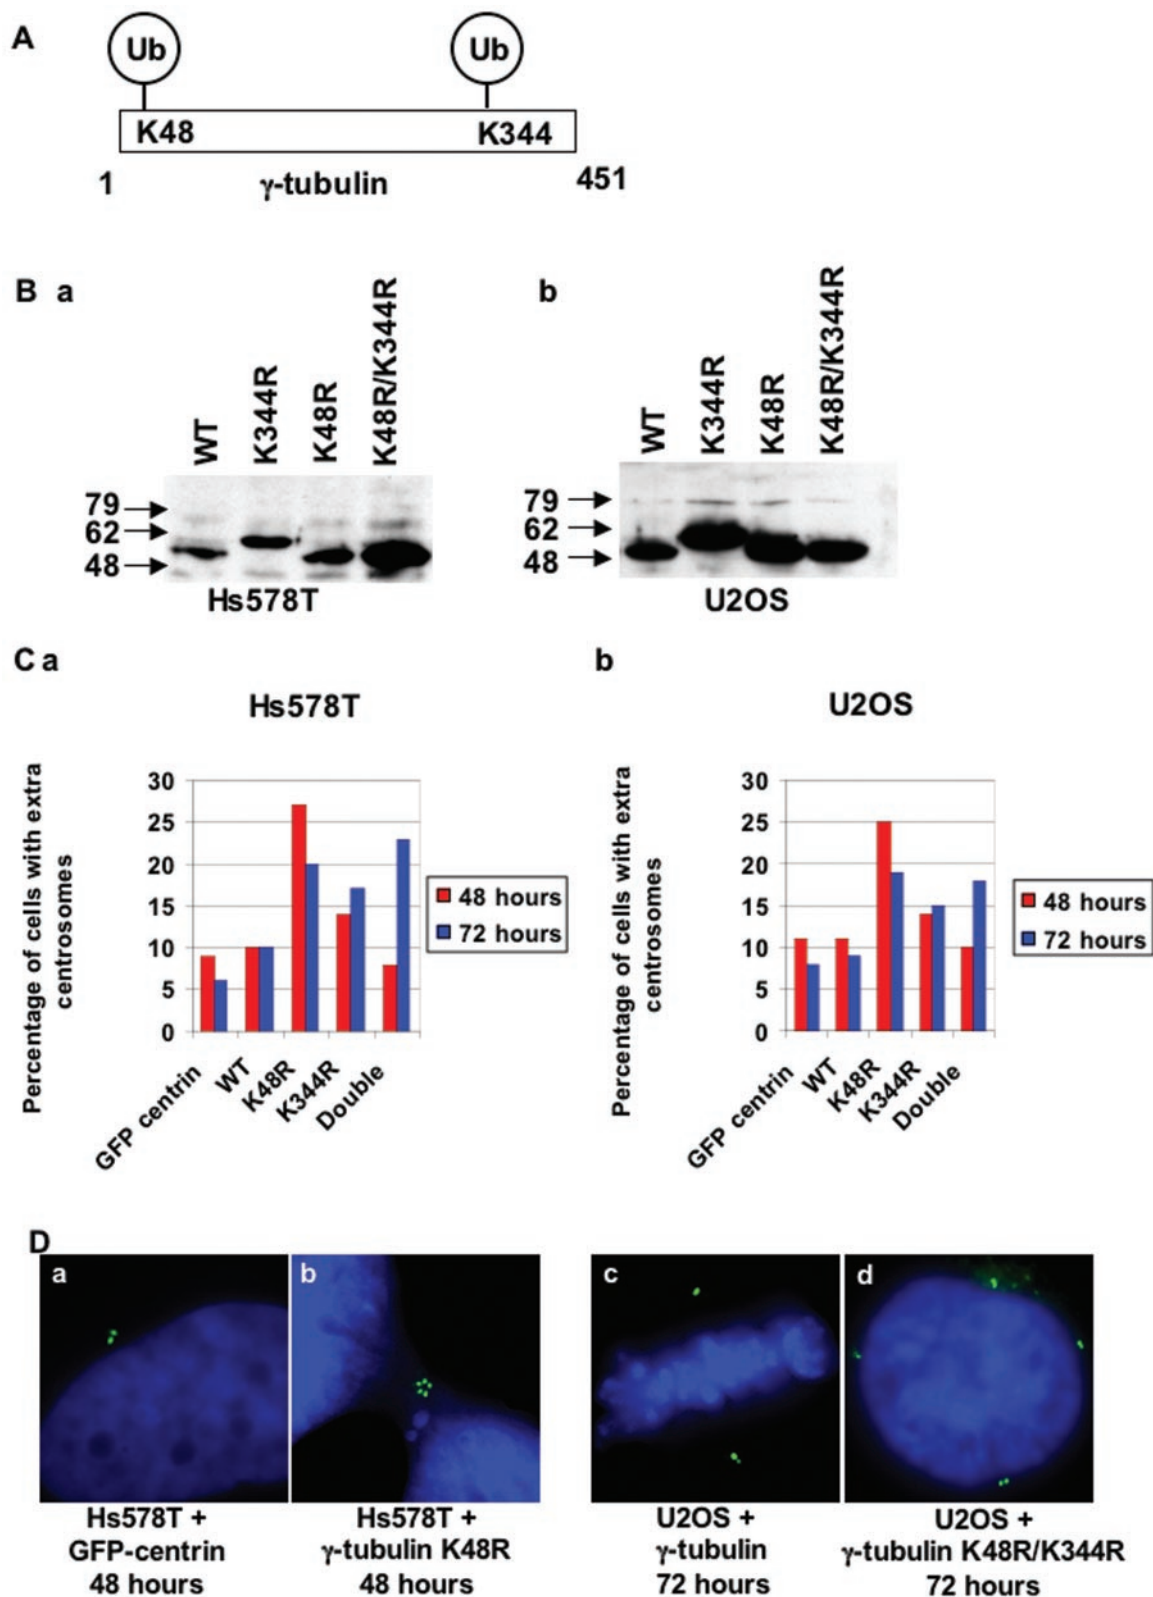 A
Ub Ub
K48 K344
1 γ-tubulin 451
B a
WT
K344R
K48R
K48R/K344R
79
62
48
Hs578T
b
WT
K344R
K48R
K48R/K344R
79
62
48
U2OS
C a
Hs578T
Percentage of cells with extra
centrosomes
30
25
20
15
10
5
0
GFP centrin
WT
K48R
K344R
Double
48 hours
72 hours
b
U2OS
Percentage of cells with extra
centrosomes
30
25
20
15
10
5
0
GFP centrin
WT
K48R
K344R
Double
48 hours
72 hours
D
a
Hs578T +
GFP-centrin
48 hours
b
Hs578T +
γ-tubulin K48R
48 hours
c
U2OS +
γ-tubulin
72 hours
d
U2OS +
γ-tubulin K48R/K344R
72 hours